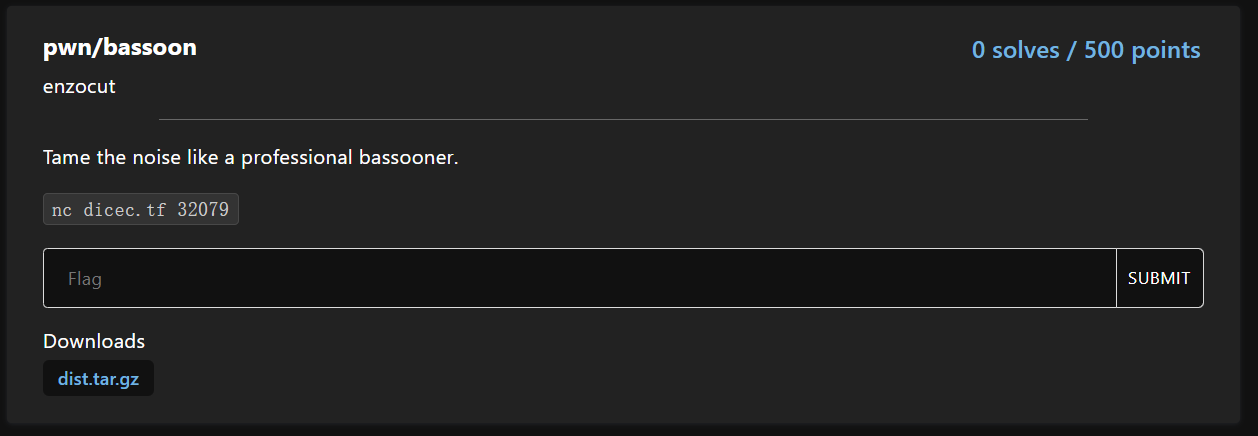 pwn/bassoon
0 solves / 500 points
enzocut
Tame the noise like a professional bassooner.
nc dicec.tf 32079
Flag
SUBMIT
Downloads
dist.tar.gz